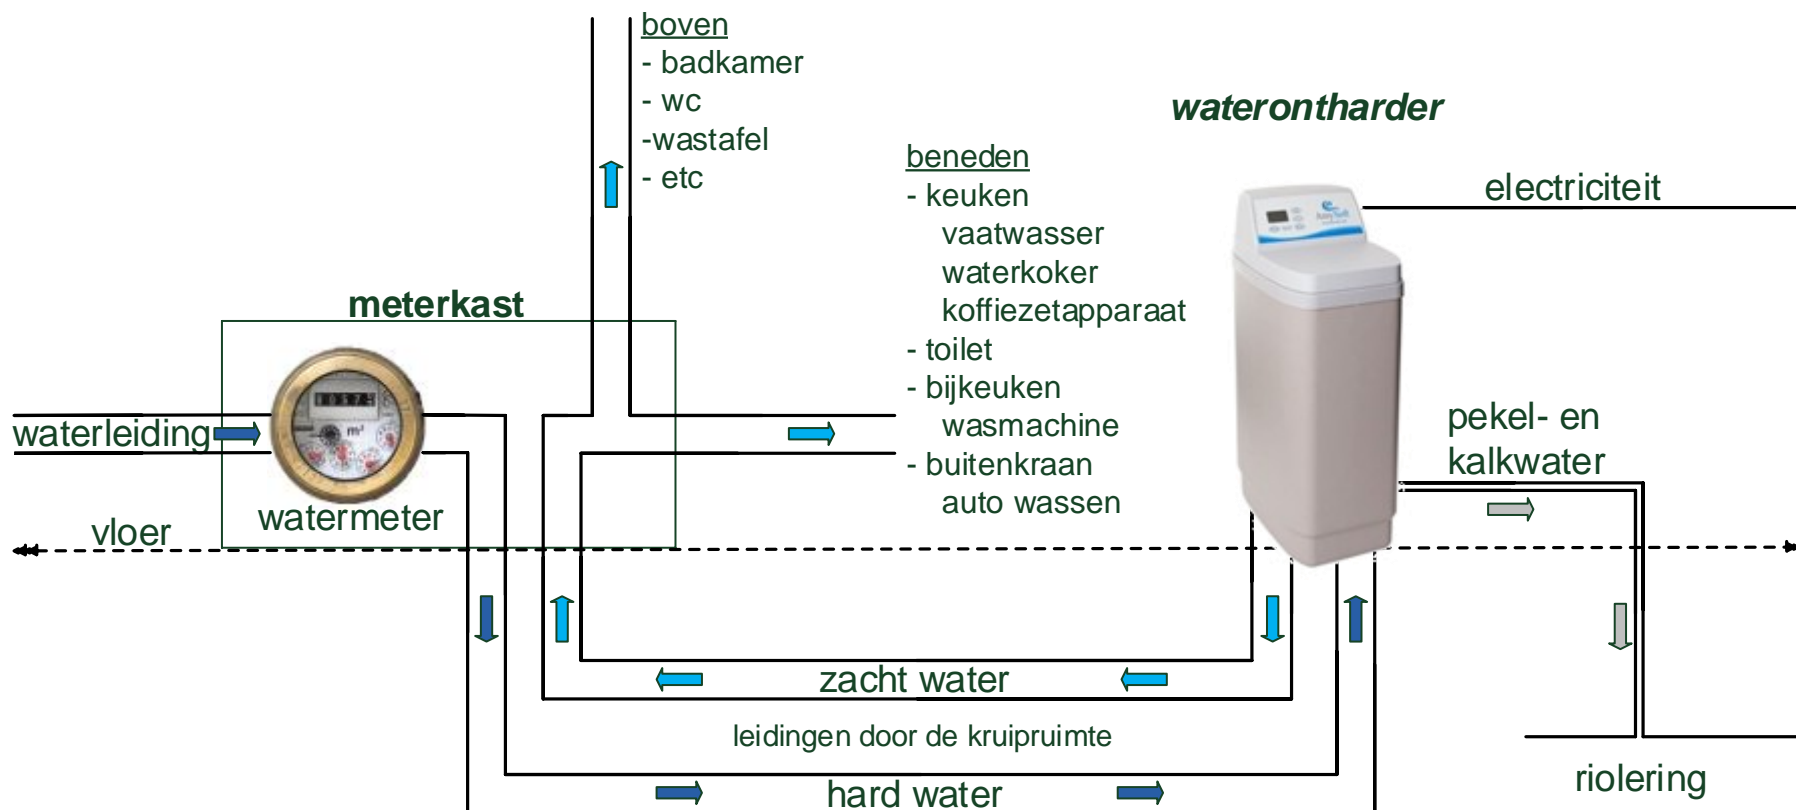 boven
- badkamer
- wc
-wastafel
- etc
waterontharder
beneden
- keuken
vaatwasser
waterkoker
koffiezetapparaat
- toilet
- bijkeuken
wasmachine
- buitenkraan
auto wassen
electriciteit
meterkast
waterleiding
m³
watermeter
vloer
pekel- en
kalkwater
zacht water
leidingen door de kruipruimte
hard water
riolering